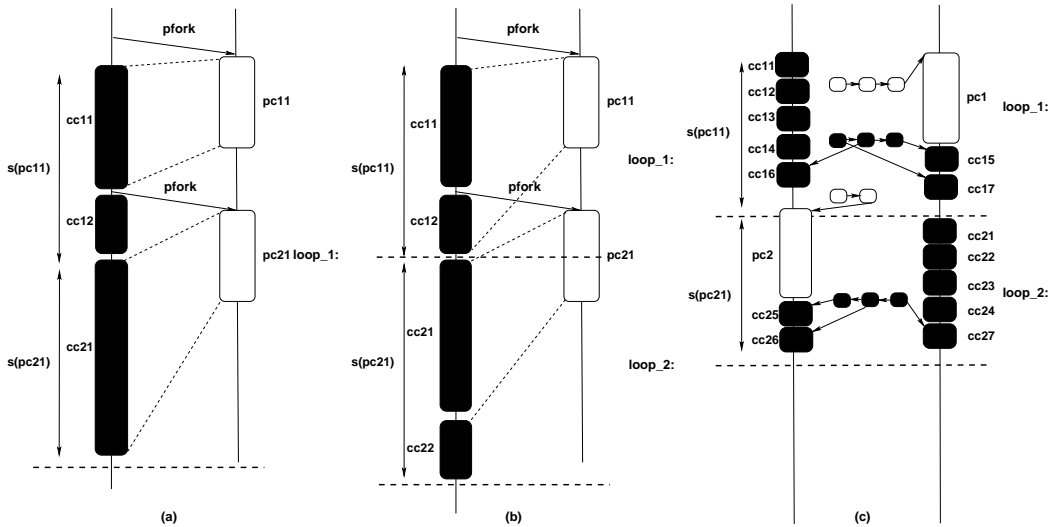 pfork
pc11
cc11
s(pc11)
pfork
cc12
pc21 loop_1:
cc21
s(pc21)
(a)
pfork
pc11
cc11
s(pc11)
loop_1:
pfork
cc12
pc21
cc21
s(pc21)
loop_2:
cc22
(b)
cc11
cc12
cc13
cc14
cc16
s(pc11)
pc1
loop_1:
cc15
cc17
pc2
s(pc21)
cc21
cc22
cc23
loop_2:
cc24
cc25
cc26
cc27
(c)